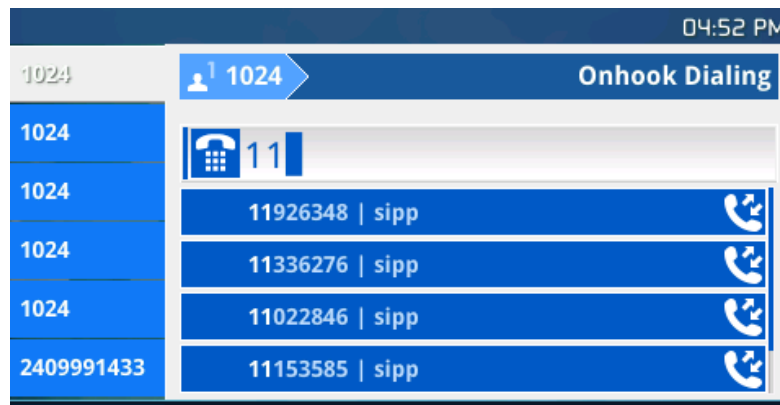 04:52 PM
1024
1 1024 Onhook Dialing
1024
11
1024
11926348 | sipp
1024
11336276 | sipp
1024
11022846 | sipp
2409991433
11153585 | sipp